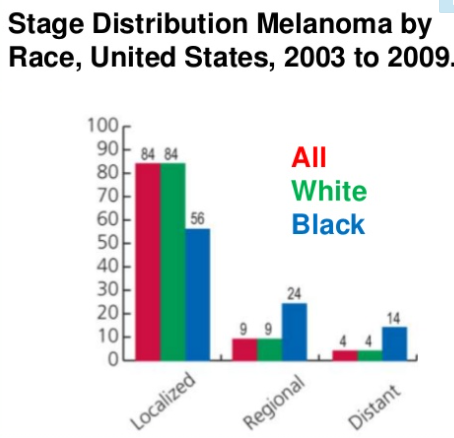 Stage Distribution Melanoma by
Race, United States, 2003 to 2009.
100
90
80
70
60
50
40
30
20
10
0
84 84
56
9 9
24
4 4
14
All
White
Black
Localized
Regional
Distant